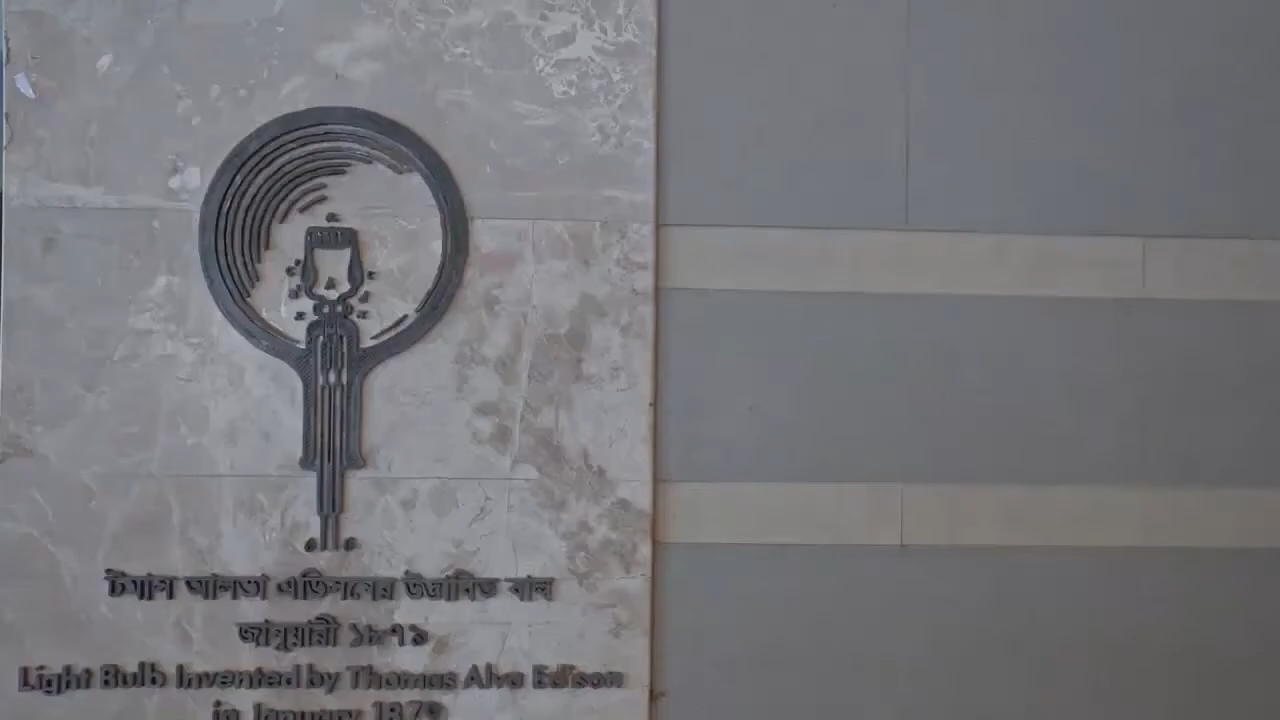 টমাস আলভা এডিসনের উদ্ভাবিত বাল্ব
জানুয়ারী ১৮৭৯
Light Bulb Invented by Thomas Alva Edison
in January 1879